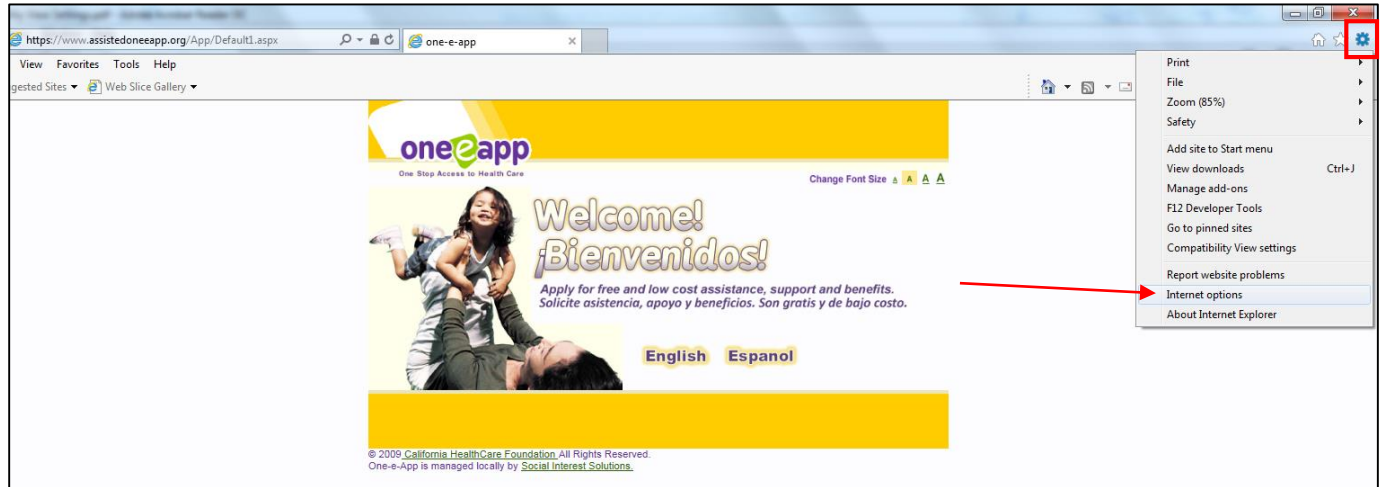 https://www.assistedoneeapp.org/App/Default1.aspx
one-e-app
View Favorites Tools Help
gested Sites Web Slice Gallery
one e app
One Stop Access to Health Care
Change Font Size A A A A
Welcome!
¡Bienvenidos!
Apply for free and low cost assistance, support and benefits.
Solicite asistencia, apoyo y beneficios. Son gratis y de bajo costo.
English Espanol
© 2009 California HealthCare Foundation All Rights Reserved.
One-e-App is managed locally by Social Interest Solutions.
Print
File
Zoom (85%)
Safety
Add site to Start menu
View downloads Ctrl+J
Manage add-ons
F12 Developer Tools
Go to pinned sites
Compatibility View settings
Report website problems
Internet options
About Internet Explorer